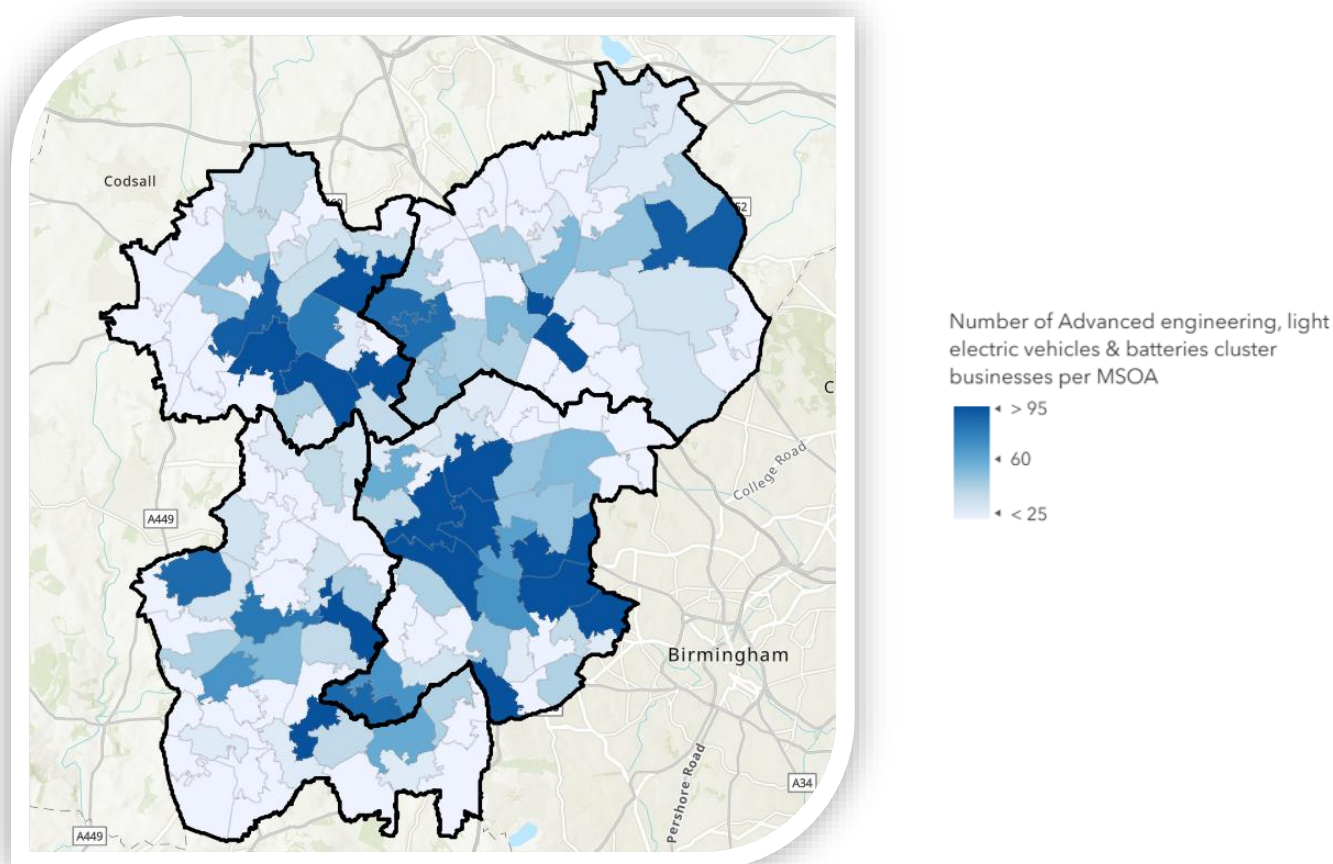 Codsall
A449
College Road
Birmingham
Pershore Road
A34
A449
Number of Advanced engineering, light
electric vehicles & batteries cluster
businesses per MSOA
> 95
60
< 25